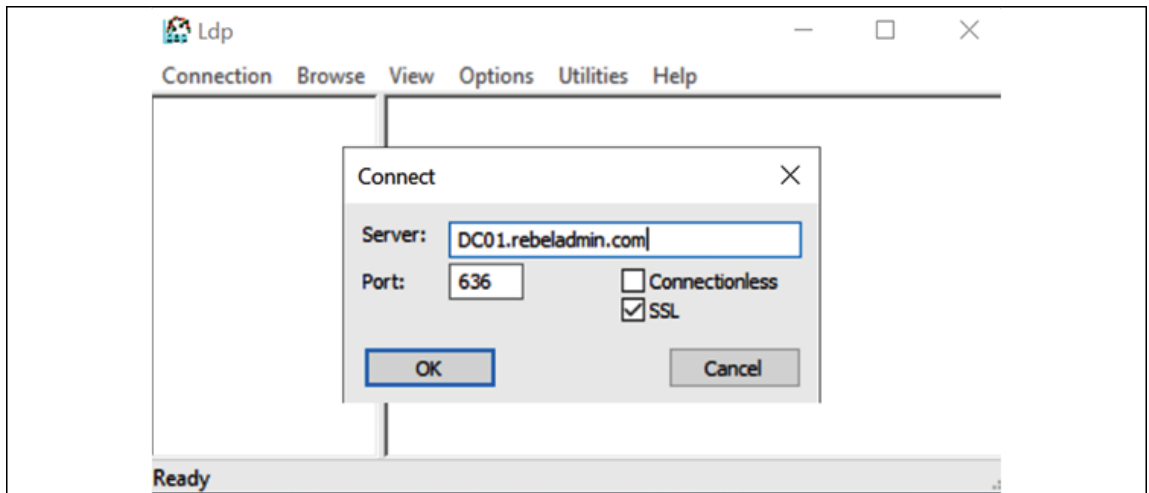 Ldp
Connection Browse View Options Utilities Help
Connect
Server: DC01.rebeladmin.com
Port: 636 Connectionless
SSL
OK Cancel
Ready